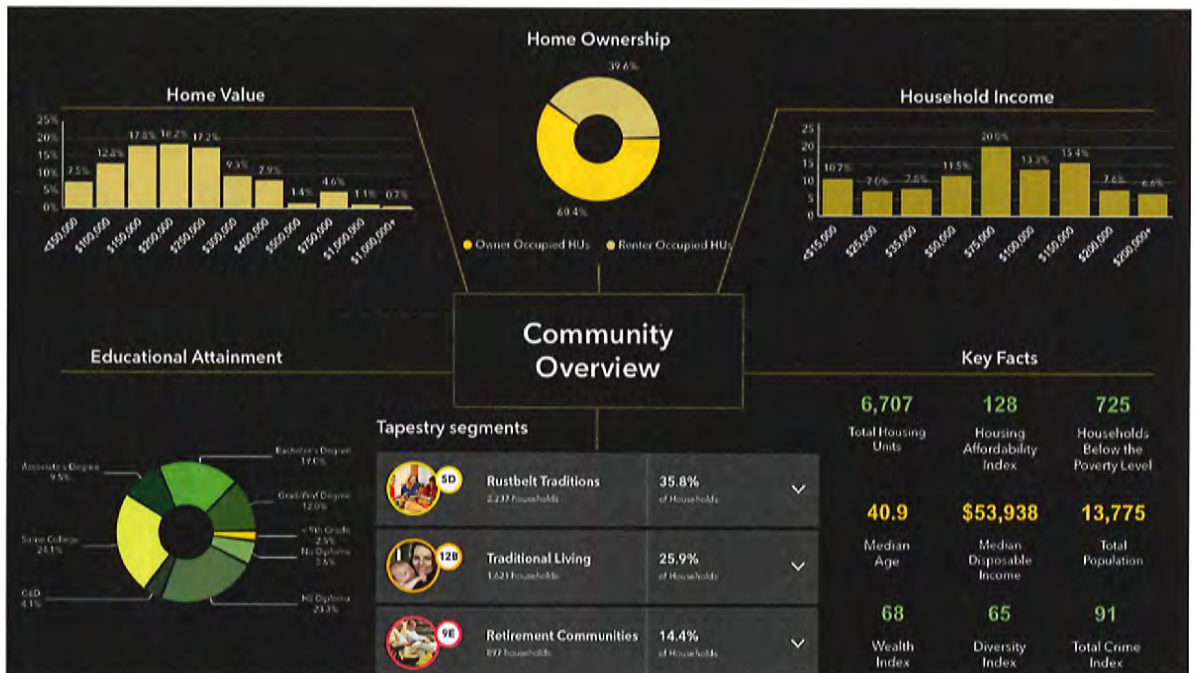 Home Ownership
39.6%
60.4%
Owner Occupied HUs
Renter Occupied HUs
Home Value
25%
20%
15%
10%
5%
0%
7.5%
12.8%
17.8%
18.2%
17.2%
9.3%
7.9%
1.4%
4.6%
1.1%
0.7%
<$50,000
$100,000
$150,000
$200,000
$250,000
$300,000
$400,000
$500,000
$750,000
$1,000,000
$1,000,000+
Household Income
25
20
15
10
5
0
10.7%
7.0%
7.8%
11.5%
20.0%
13.3%
15.4%
7.6%
6.6%
<$15,000
$25,000
$35,000
$50,000
$75,000
$100,000
$150,000
$200,000
$200,000+
Community
Overview
Educational Attainment
Bachelor's Degree
19.0%
Grad/Prof Degree
12.0%
< 9th Grade
2.5%
No Diploma
5.6%
HS Diploma
23.3%
GED
4.1%
Some College
24.1%
Associate's Degree
9.5%
Tapestry segments
5D
Rustbelt Traditions
2,237 households
35.8%
of Households
12B
Traditional Living
1,621 households
25.9%
of Households
9E
Retirement Communities
897 households
14.4%
of Households
Key Facts
6,707
Total Housing
Units
128
Housing
Affordability
Index
725
Households
Below the
Poverty Level
40.9
Median
Age
$53,938
Median
Disposable
Income
13,775
Total
Population
68
Wealth
Index
65
Diversity
Index
91
Total Crime
Index